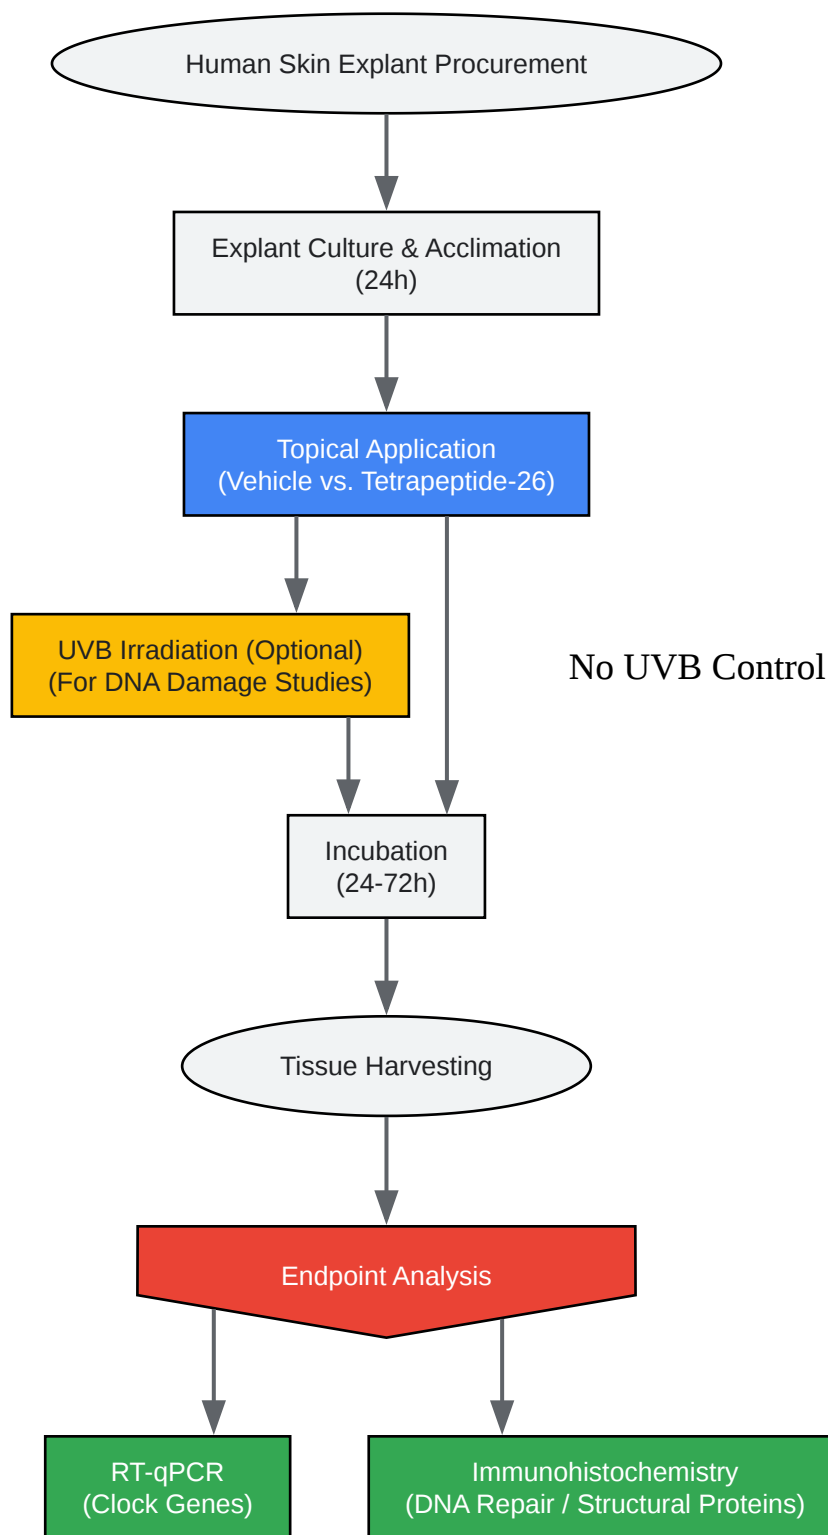 Human Skin Explant Procurement
Explant Culture & Acclimation
(24h)
Topical Application
(Vehicle vs. Tetrapeptide-26)
UVB Irradiation (Optional)
(For DNA Damage Studies)
No UVB Control
Incubation
(24-72h)
Tissue Harvesting
Endpoint Analysis
RT-qPCR
(Clock Genes)
Immunohistochemistry
(DNA Repair / Structural Proteins)